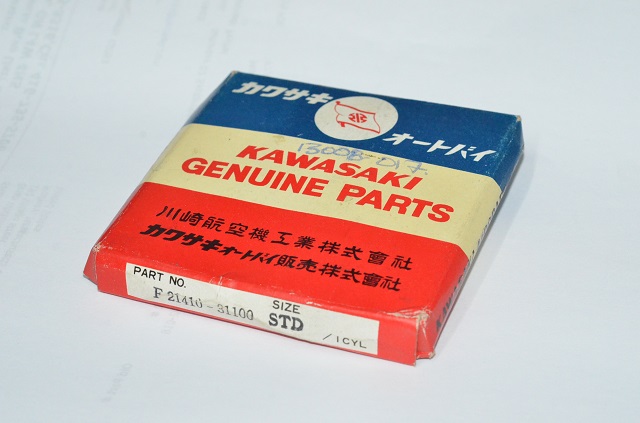 カワサキ
オートバイ
13008-017
KAWASAKI
GENUINE PARTS
川崎航空機工業株式會社
カワサキオートバイ販売株式會社
PART NO.
F 21410-31100
SIZE
STD
/1CYL